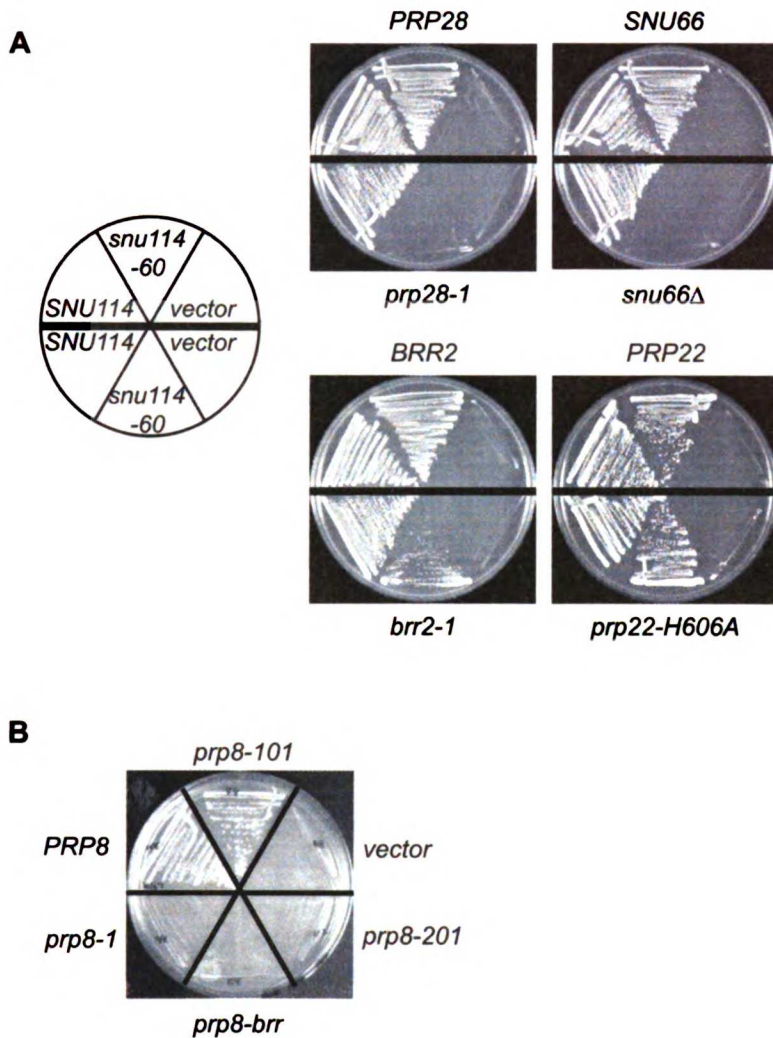 A
PRP28
SNU66
snu114
-60
SNU114
vector
SNU114
vector
snu114
-60
prp28-1
snu66Δ
BRR2
PRP22
brr2-1
prp22-H606A
B
prp8-101
PRP8
vector
prp8-1
prp8-201
prp8-brr